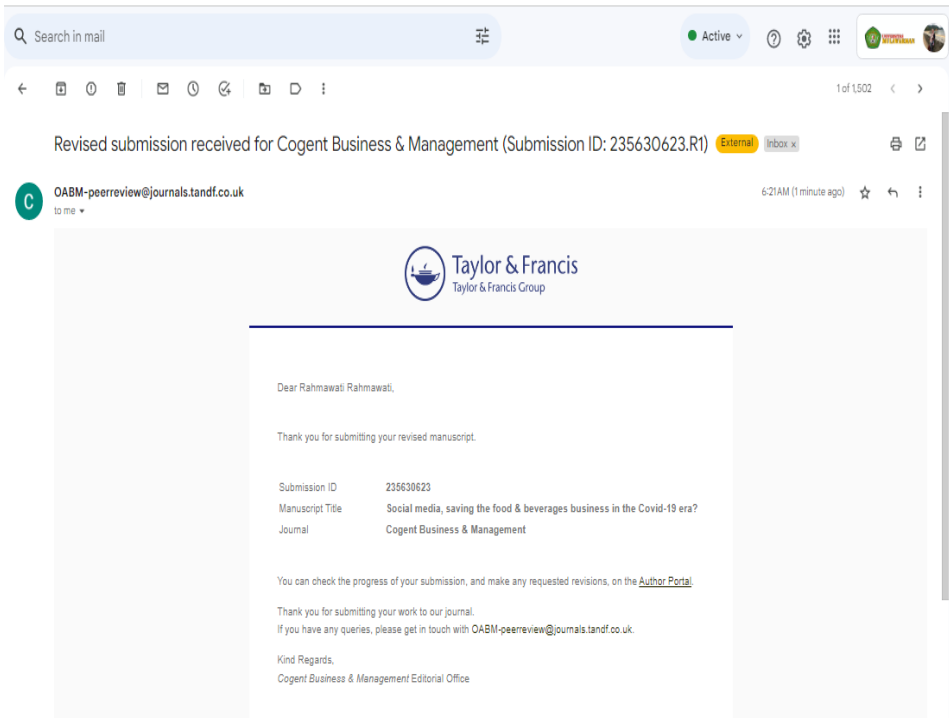 Search in mail
Active
1 of 1,502
Revised submission received for Cogent Business & Management (Submission ID: 235630623.R1) External Inbox x
OABM-peerreview@journals.tandf.co.uk 6:21 AM (1 minute ago)
to me
C
Taylor & Francis
Taylor & Francis Group
Dear Rahmawati Rahmawati,
Thank you for submitting your revised manuscript.
Submission ID 235630623
Manuscript Title Social media, saving the food & beverages business in the Covid-19 era?
Journal Cogent Business & Management
You can check the progress of your submission, and make any requested revisions, on the Author Portal.
Thank you for submitting your work to our journal.
If you have any queries, please get in touch with OABM-peerreview@journals.tandf.co.uk.
Kind Regards,
Cogent Business & Management Editorial Office